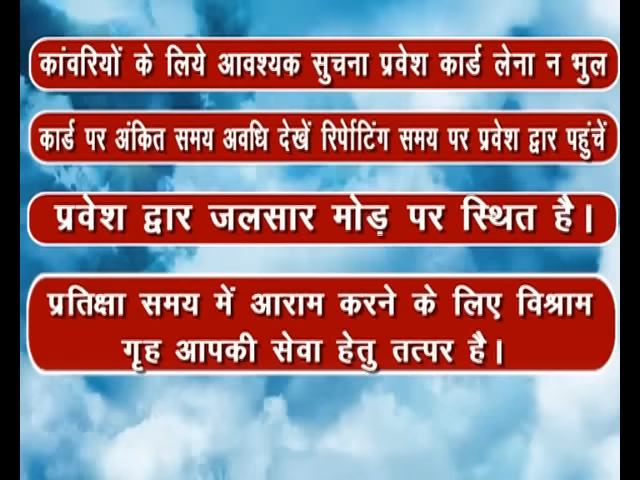 कांवरियों के लिये आवश्यक सुचना प्रवेश कार्ड लेना न भुल
कार्ड पर अंकित समय अवधि देखें रिर्पोटिंग समय पर प्रवेश द्वार पहुंचें
प्रवेश द्वार जलसार मोड़ पर स्थित है।
प्रतिक्षा समय में आराम करने के लिए विश्राम
गृह आपकी सेवा हेतु तत्पर है।